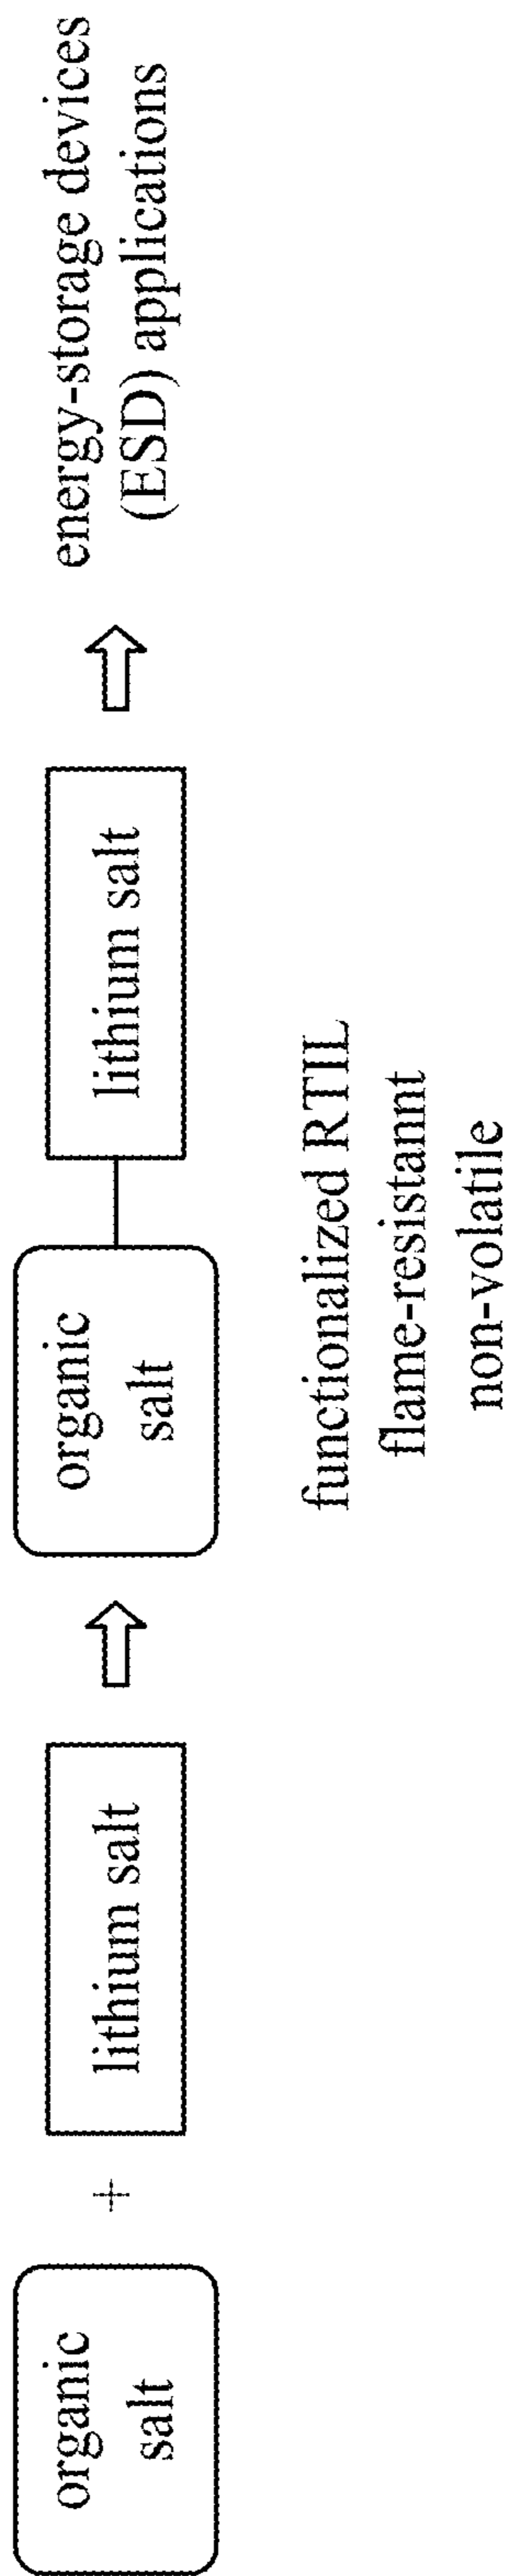 organic
salt
+
lithium salt
organic
salt
lithium salt
energy-storage devices
(ESD) applications
functionalized RTIL
flame-resistannt
non-volatile